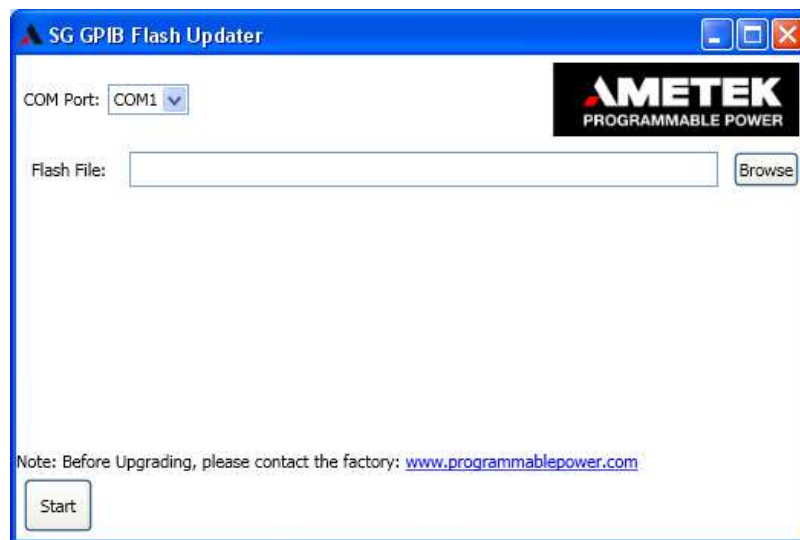 SG GPIB Flash Updater
COM Port: COM1
AMETEK
PROGRAMMABLE POWER
Flash File:
Browse
Note: Before Upgrading, please contact the factory: www.programmablepower.com
Start